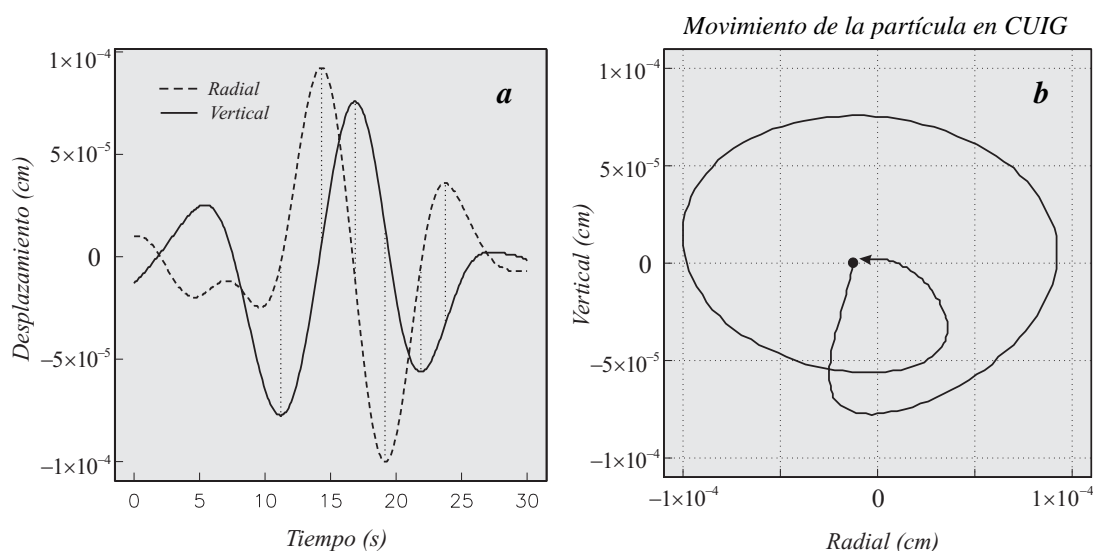 Movimiento de la partícula en CUIG
a
Radial
Vertical
1×10⁻⁴
5×10⁻⁵
0
−5×10⁻⁵
−1×10⁻⁴
Desplazamiento (cm)
0 5 10 15 20 25 30
Tiempo (s)
b
1×10⁻⁴
5×10⁻⁵
0
−5×10⁻⁵
−1×10⁻⁴
Vertical (cm)
−1×10⁻⁴ 0 1×10⁻⁴
Radial (cm)